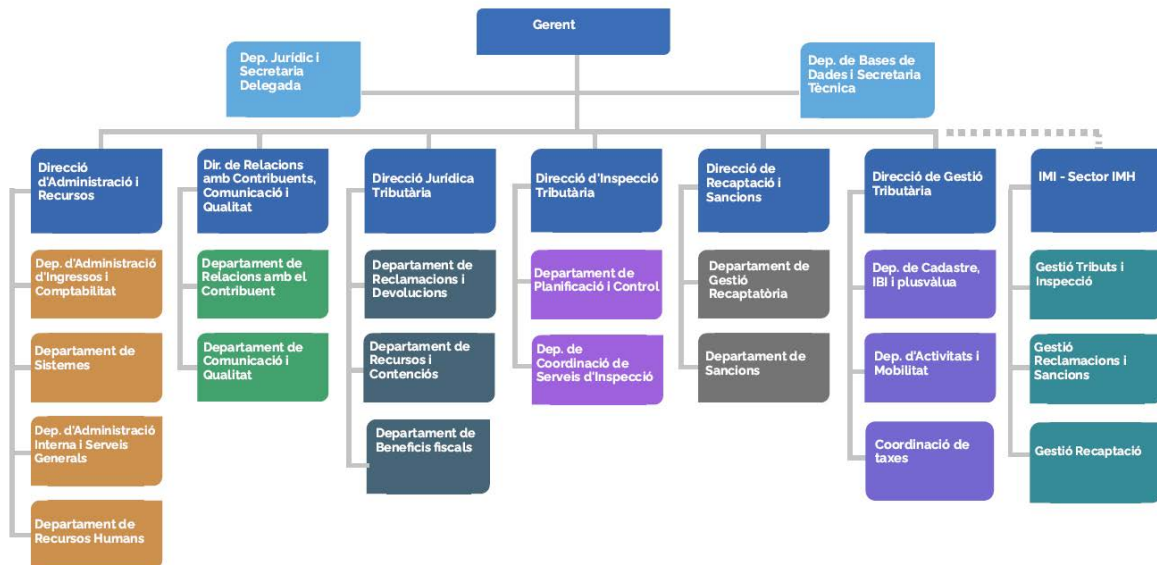 Gerent
Dep. Jurídic i
Secretaria
Delegada
Dep. de Bases de
Dades i Secretaria
Tècnica
Direcció
d'Administració i
Recursos
Dir. de Relacions
amb Contribuents,
Comunicació i
Qualitat
Direcció Jurídica
Tributària
Direcció d'Inspecció
Tributària
Direcció de
Recaptació i
Sancions
Direcció de Gestió
Tributària
IMI - Sector IMH
Dep. d'Administració
d'Ingressos i
Comptabilitat
Departament de
Relacions amb el
Contribuent
Departament de
Reclamacions i
Devolucions
Departament de
Planificació i Control
Departament de
Gestió
Recaptatòria
Dep. de Cadastre,
IBI i plusvàlua
Gestió Tributs i
Inspecció
Departament de
Sistemes
Departament de
Comunicació i
Qualitat
Departament de
Recursos i
Contenciós
Dep. de
Coordinació de
Serveis d'Inspecció
Departament de
Sancions
Dep. d'Activitats i
Mobilitat
Gestió
Reclamacions i
Sancions
Dep. d'Administració
Interna i Serveis
Generals
Departament de
Beneficis fiscals
Coordinació de
taxes
Gestió Recaptació
Departament de
Recursos Humans